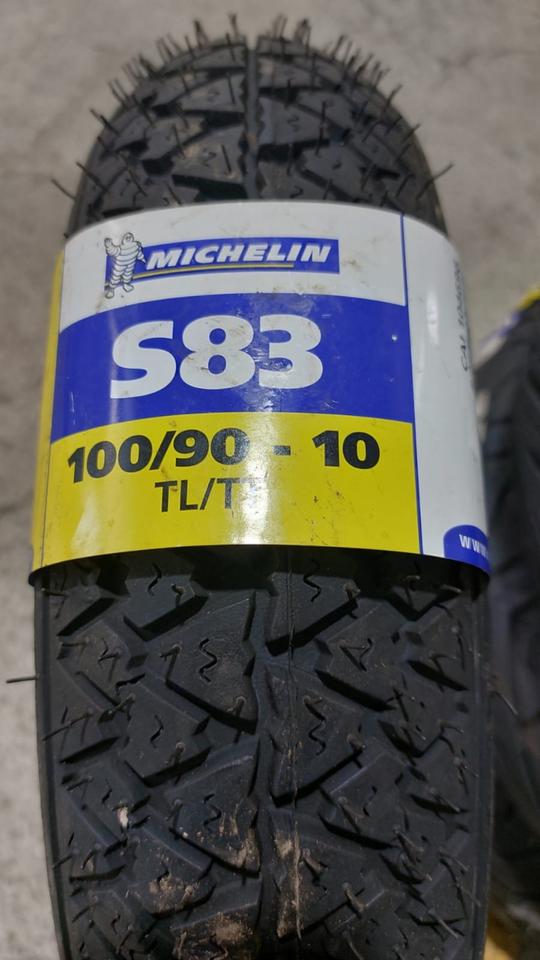 MICHELIN
S83
100/90 - 10
TL/TT